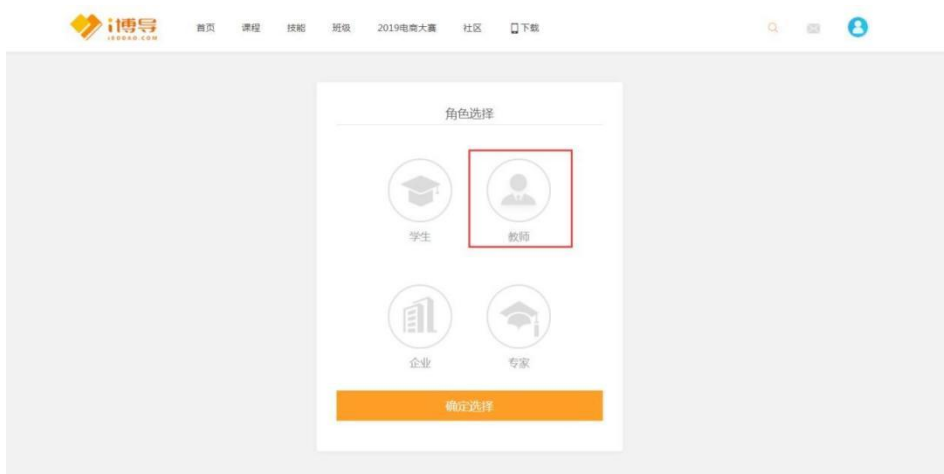 i博导
IBODAO.COM
首页 课程 技能 班级 2019电商大赛 社区 下载
角色选择
学生 教师
企业 专家
确定选择